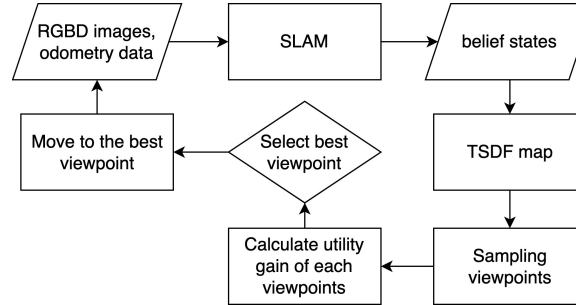 RGBD images,
odometry data
SLAM
belief states
TSDF map
Sampling
viewpoints
Calculate utility
gain of each
viewpoints
Select best
viewpoint
Move to the best
viewpoint